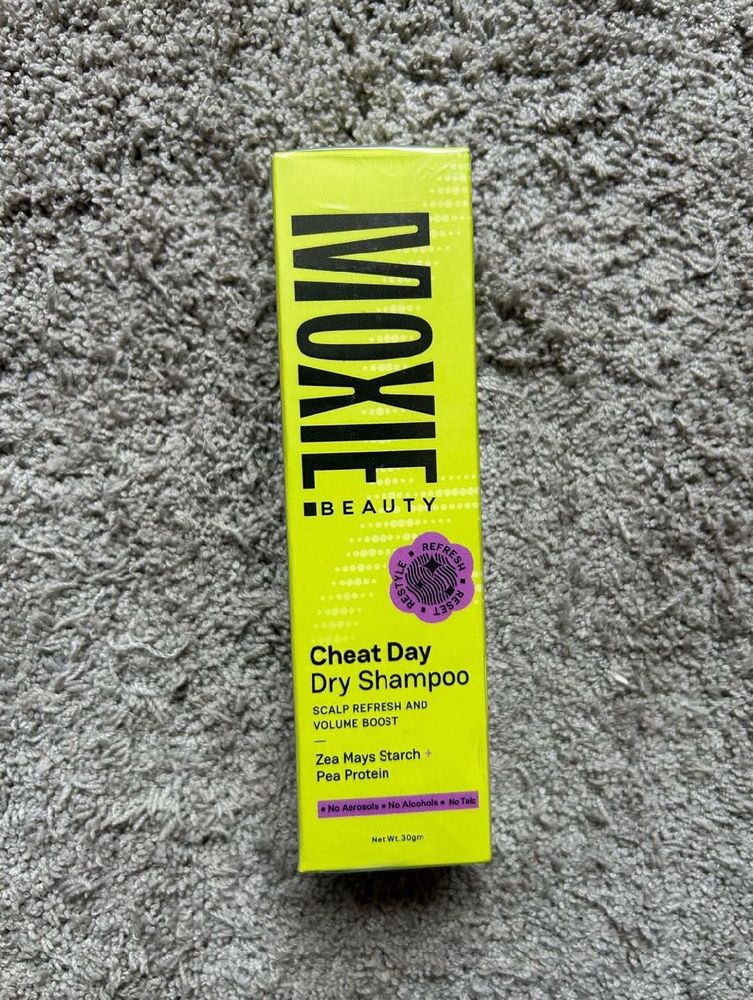 MOXIE
BEAUTY
REFRESH RESET RESTYLE
Cheat Day
Dry Shampoo
SCALP REFRESH AND
VOLUME BOOST
Zea Mays Starch +
Pea Protein
▪ No Aerosols ▪ No Alcohols ▪ No Talc
Net Wt.30gm